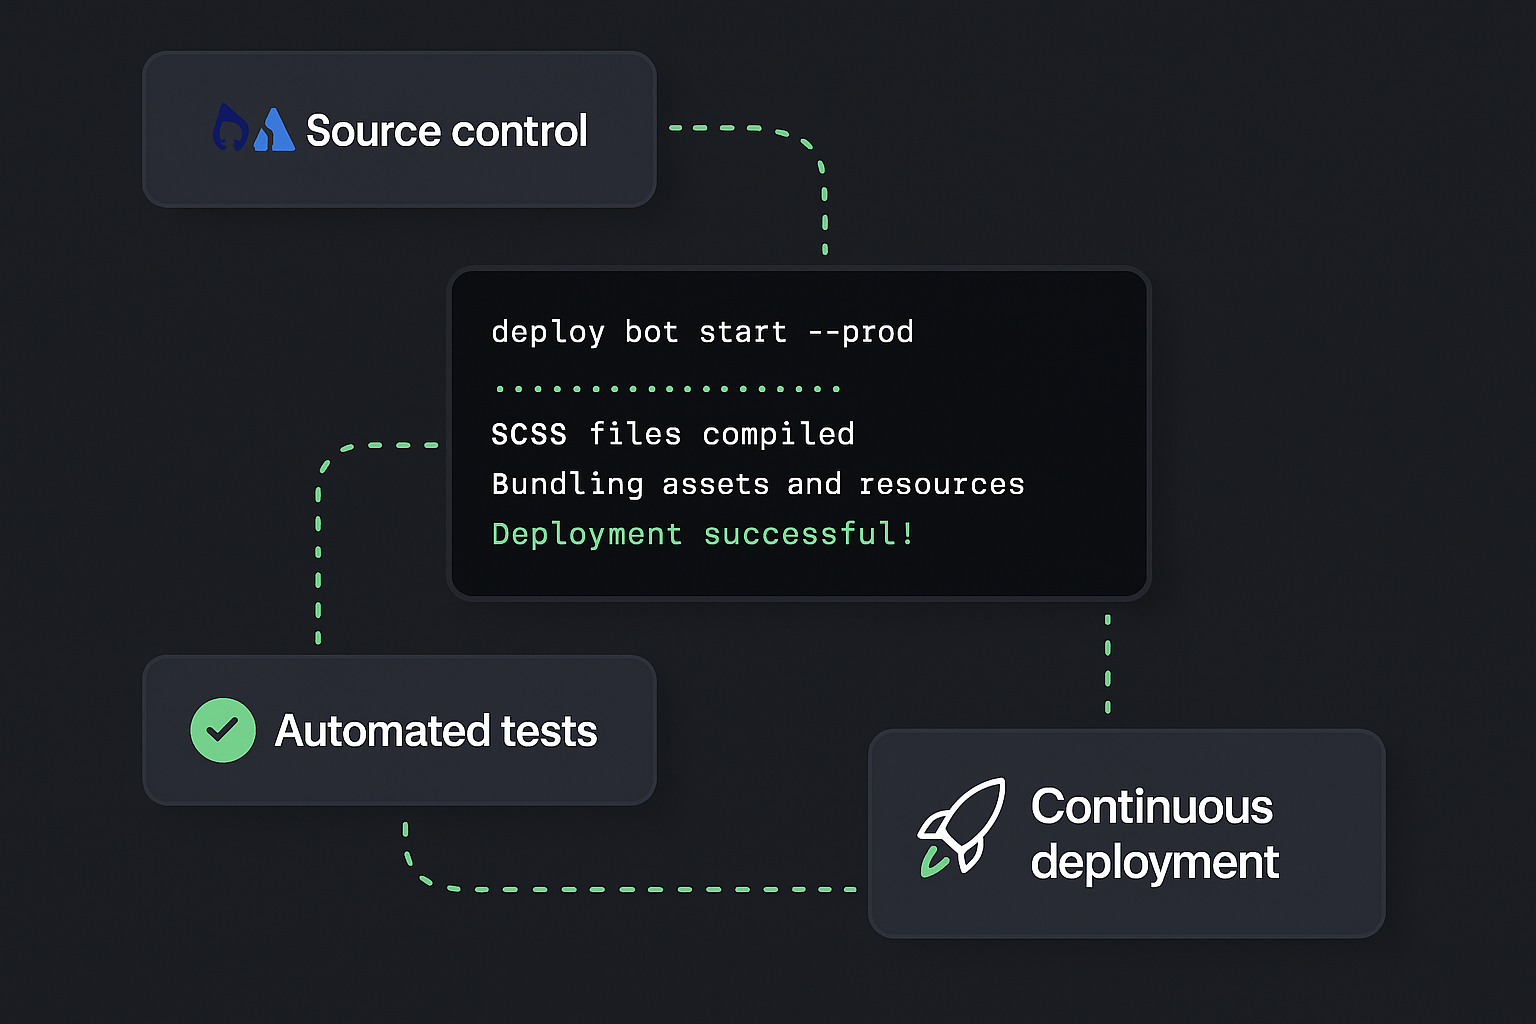 Source control
deploy bot start --prod
...................
SCSS files compiled
Bundling assets and resources
Deployment successful!
Automated tests
Continuous
deployment